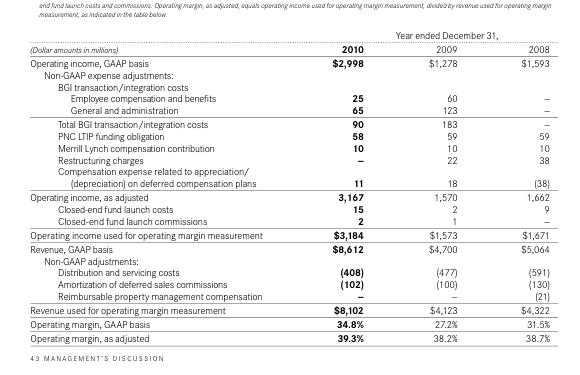 end fund launch costs and commissions. Operating margin, as adjusted, equals operating income used for operating margin measurement, divided by revenue used for operating margin
measurement, as indicated in the table below.
Year ended December 31,
(Dollar amounts in millions) 2010 2009 2008
Operating income, GAAP basis $2,998 $1,278 $1,593
Non-GAAP expense adjustments:
BGI transaction/integration costs
Employee compensation and benefits 25 60 –
General and administration 65 123 –
Total BGI transaction/integration costs 90 183 –
PNC LTIP funding obligation 58 59 59
Merrill Lynch compensation contribution 10 10 10
Restructuring charges – 22 38
Compensation expense related to appreciation/
(depreciation) on deferred compensation plans 11 18 (38)
Operating income, as adjusted 3,167 1,570 1,662
Closed-end fund launch costs 15 2 9
Closed-end fund launch commissions 2 1 –
Operating income used for operating margin measurement $3,184 $1,573 $1,671
Revenue, GAAP basis $8,612 $4,700 $5,064
Non-GAAP adjustments:
Distribution and servicing costs (408) (477) (591)
Amortization of deferred sales commissions (102) (100) (130)
Reimbursable property management compensation – – (21)
Revenue used for operating margin measurement $8,102 $4,123 $4,322
Operating margin, GAAP basis 34.8% 27.2% 31.5%
Operating margin, as adjusted 39.3% 38.2% 38.7%
43 MANAGEMENT'S DISCUSSION